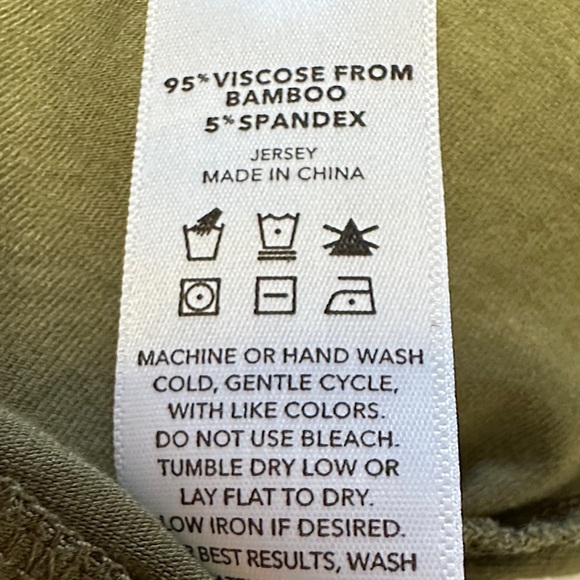 95% VISCOSE FROM
BAMBOO
5% SPANDEX
JERSEY
MADE IN CHINA
MACHINE OR HAND WASH
COLD, GENTLE CYCLE,
WITH LIKE COLORS.
DO NOT USE BLEACH.
TUMBLE DRY LOW OR
LAY FLAT TO DRY.
LOW IRON IF DESIRED.
BEST RESULTS, WASH